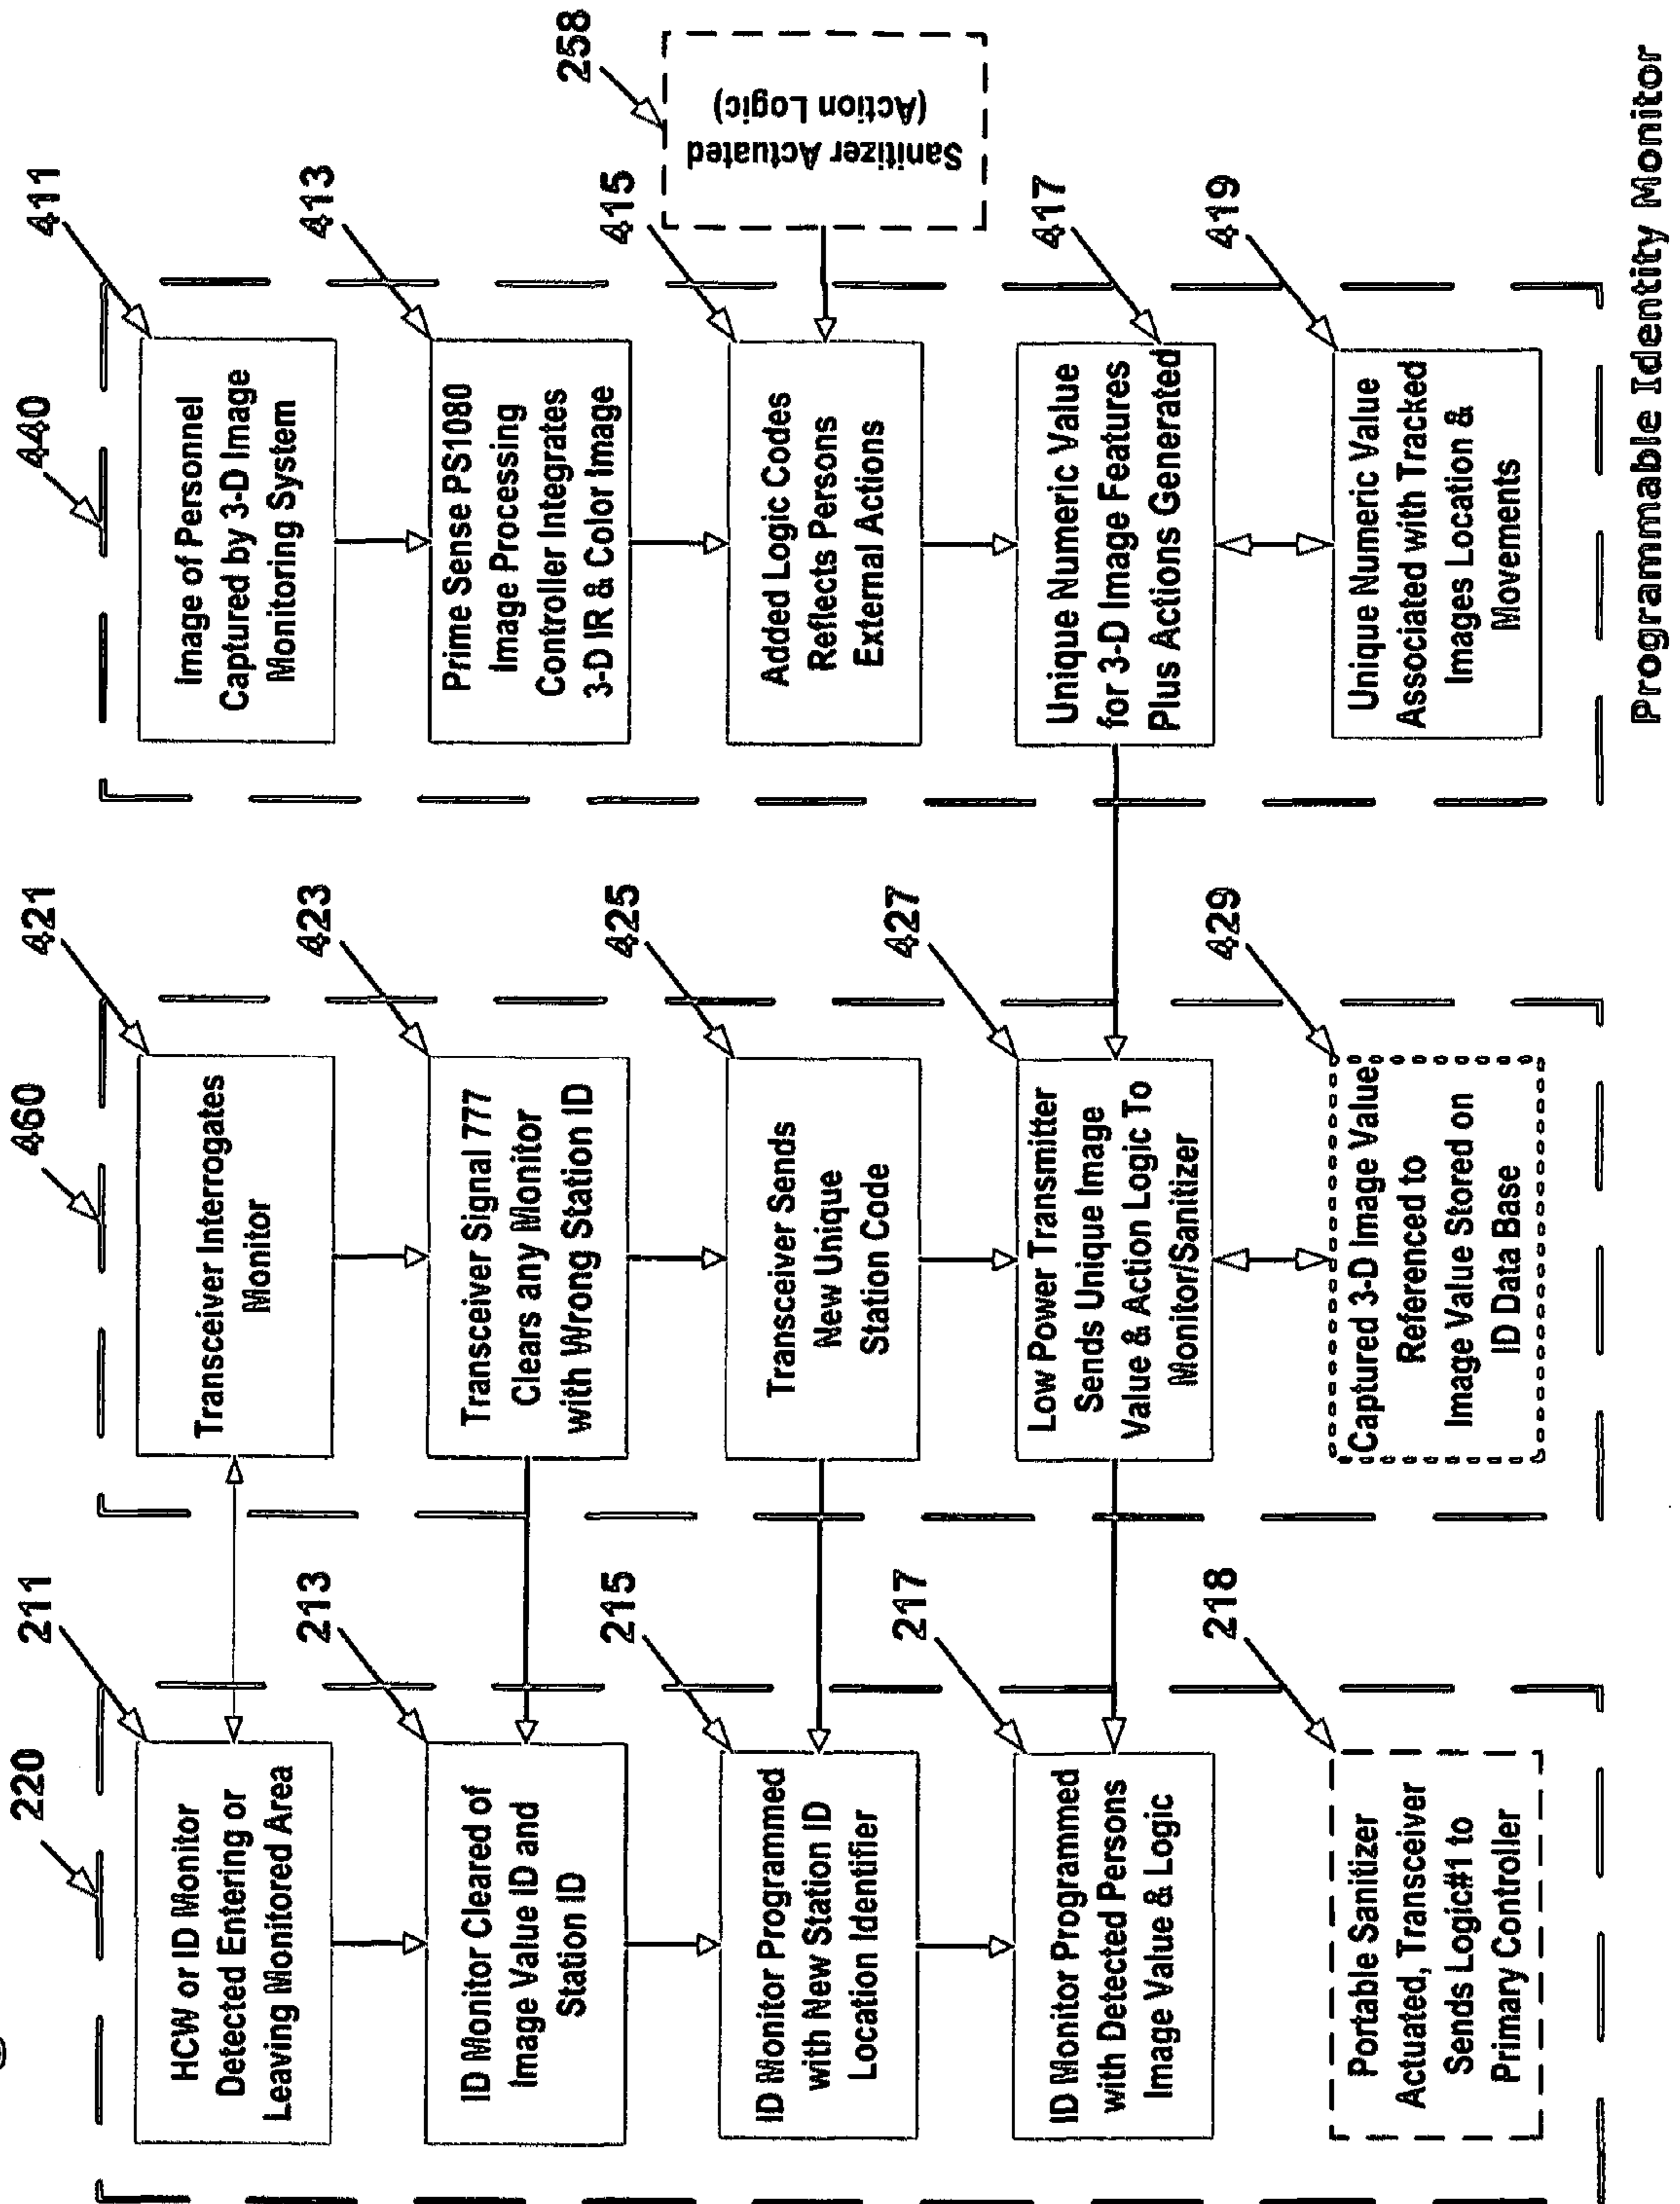 220
211
HCW or ID Monitor
Detected Entering or
Leaving Monitored Area
213
ID Monitor Cleared of
Image Value ID and
Station ID
215
ID Monitor Programmed
with New Station ID
Location Identifier
217
ID Monitor Programmed
with Detected Persons
Image Value & Logic
218
Portable Sanitizer
Actuated, Transceiver
Sends Logic#1 to
Primary Controller
460
421
Transceiver Interrogates
Monitor
423
Transceiver Signal 777
Clears any Monitor
with Wrong Station ID
425
Transceiver Sends
New Unique
Station Code
427
Low Power Transmitter
Sends Unique Image
Value & Action Logic To
Monitor/Sanitizer
429
Captured 3-D Image Value
Referenced to
Image Value Stored on
ID Data Base
440
411
Image of Personnel
Captured by 3-D Image
Monitoring System
413
Prime Sense PS1080
Image Processing
Controller Integrates
3-D IR & Color Image
415
Added Logic Codes
Reflects Persons
External Actions
258
Sanitizer Actuated
(Action Logic)
417
Unique Numeric Value
for 3-D Image Features
Plus Actions Generated
419
Unique Numeric Value
Associated with Tracked
Images Location &
Movements
Programmable Identity Monitor